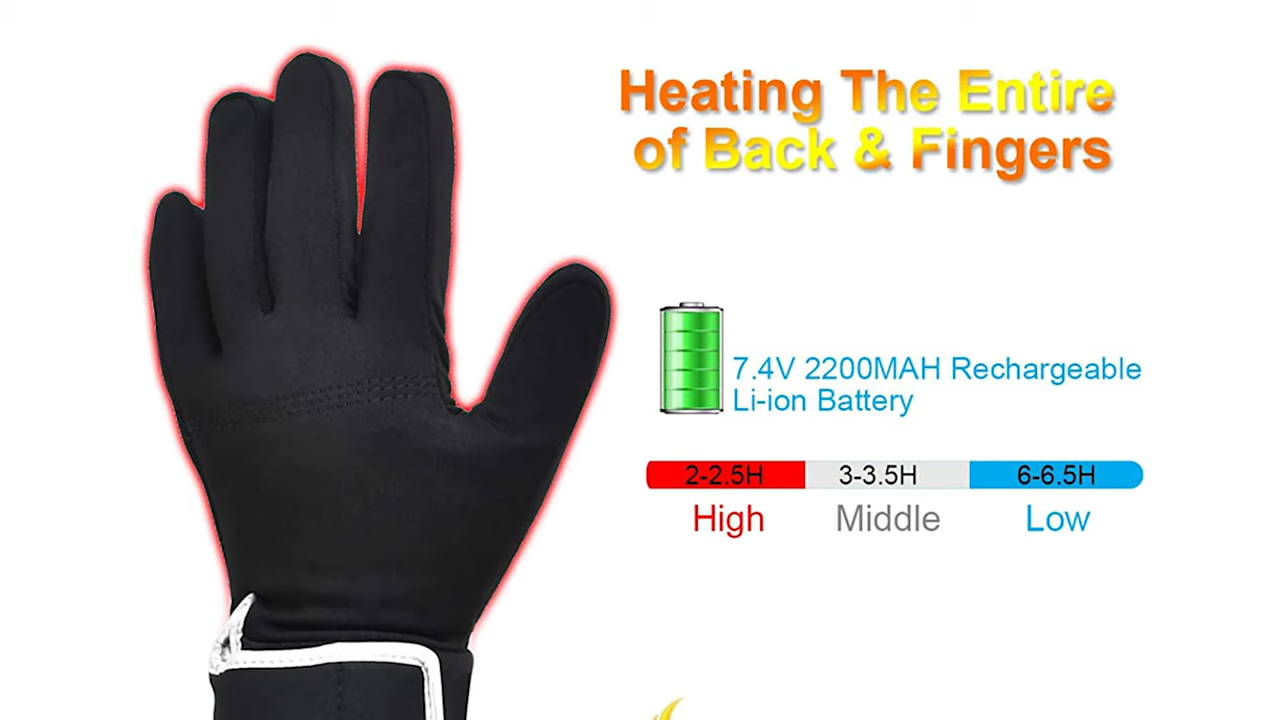 Heating The Entire
of Back & Fingers
7.4V 2200MAH Rechargeable
Li-ion Battery
2-2.5H 3-3.5H 6-6.5H
High Middle Low